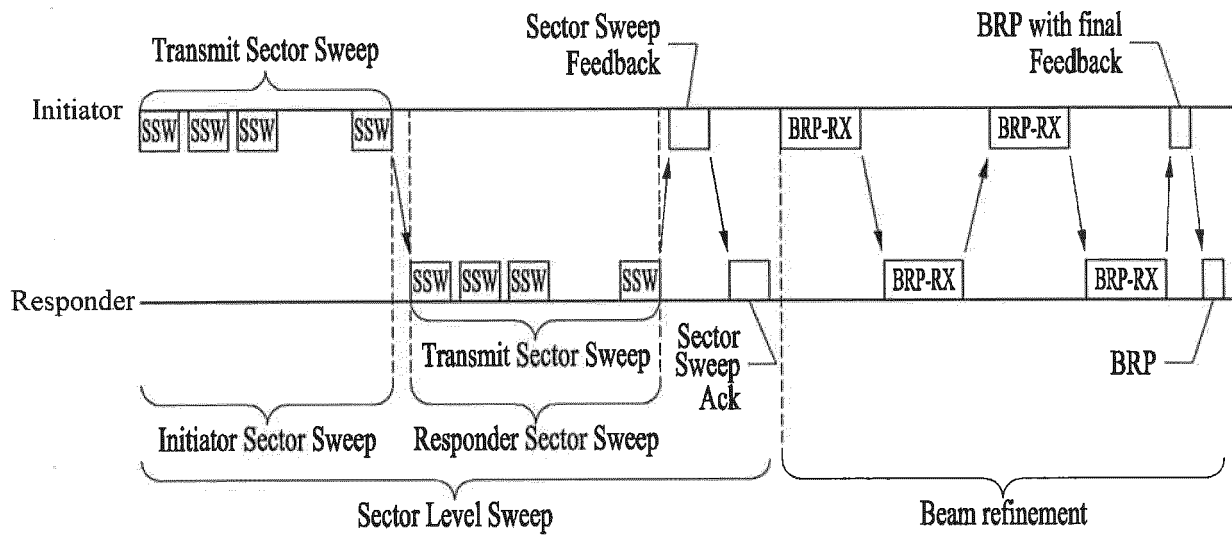 Transmit Sector Sweep
Sector Sweep
Feedback
BRP with final
Feedback
Initiator
SSW SSW SSW SSW
BRP-RX BRP-RX
SSW SSW SSW SSW
BRP-RX BRP-RX
Responder
Transmit Sector Sweep
Sector
Sweep
Ack
BRP
Initiator Sector Sweep
Responder Sector Sweep
Sector Level Sweep
Beam refinement